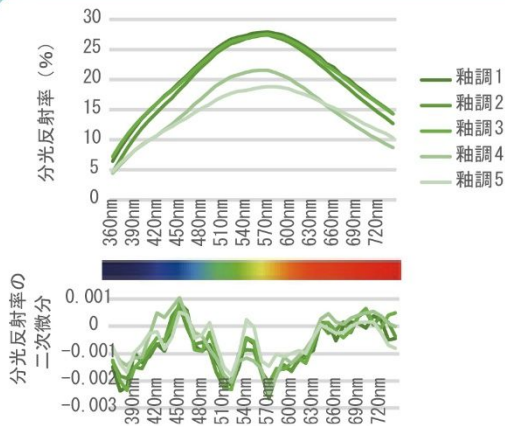 30
25
20
15
10
5
0
分光反射率（%）
360nm
390nm
420nm
450nm
480nm
510nm
540nm
570nm
600nm
630nm
660nm
690nm
720nm
釉調1
釉調2
釉調3
釉調4
釉調5
分光反射率の
二次微分
0.001
0
-0.001
-0.002
-0.003
390nm
420nm
450nm
480nm
510nm
540nm
570nm
600nm
630nm
660nm
690nm
720nm